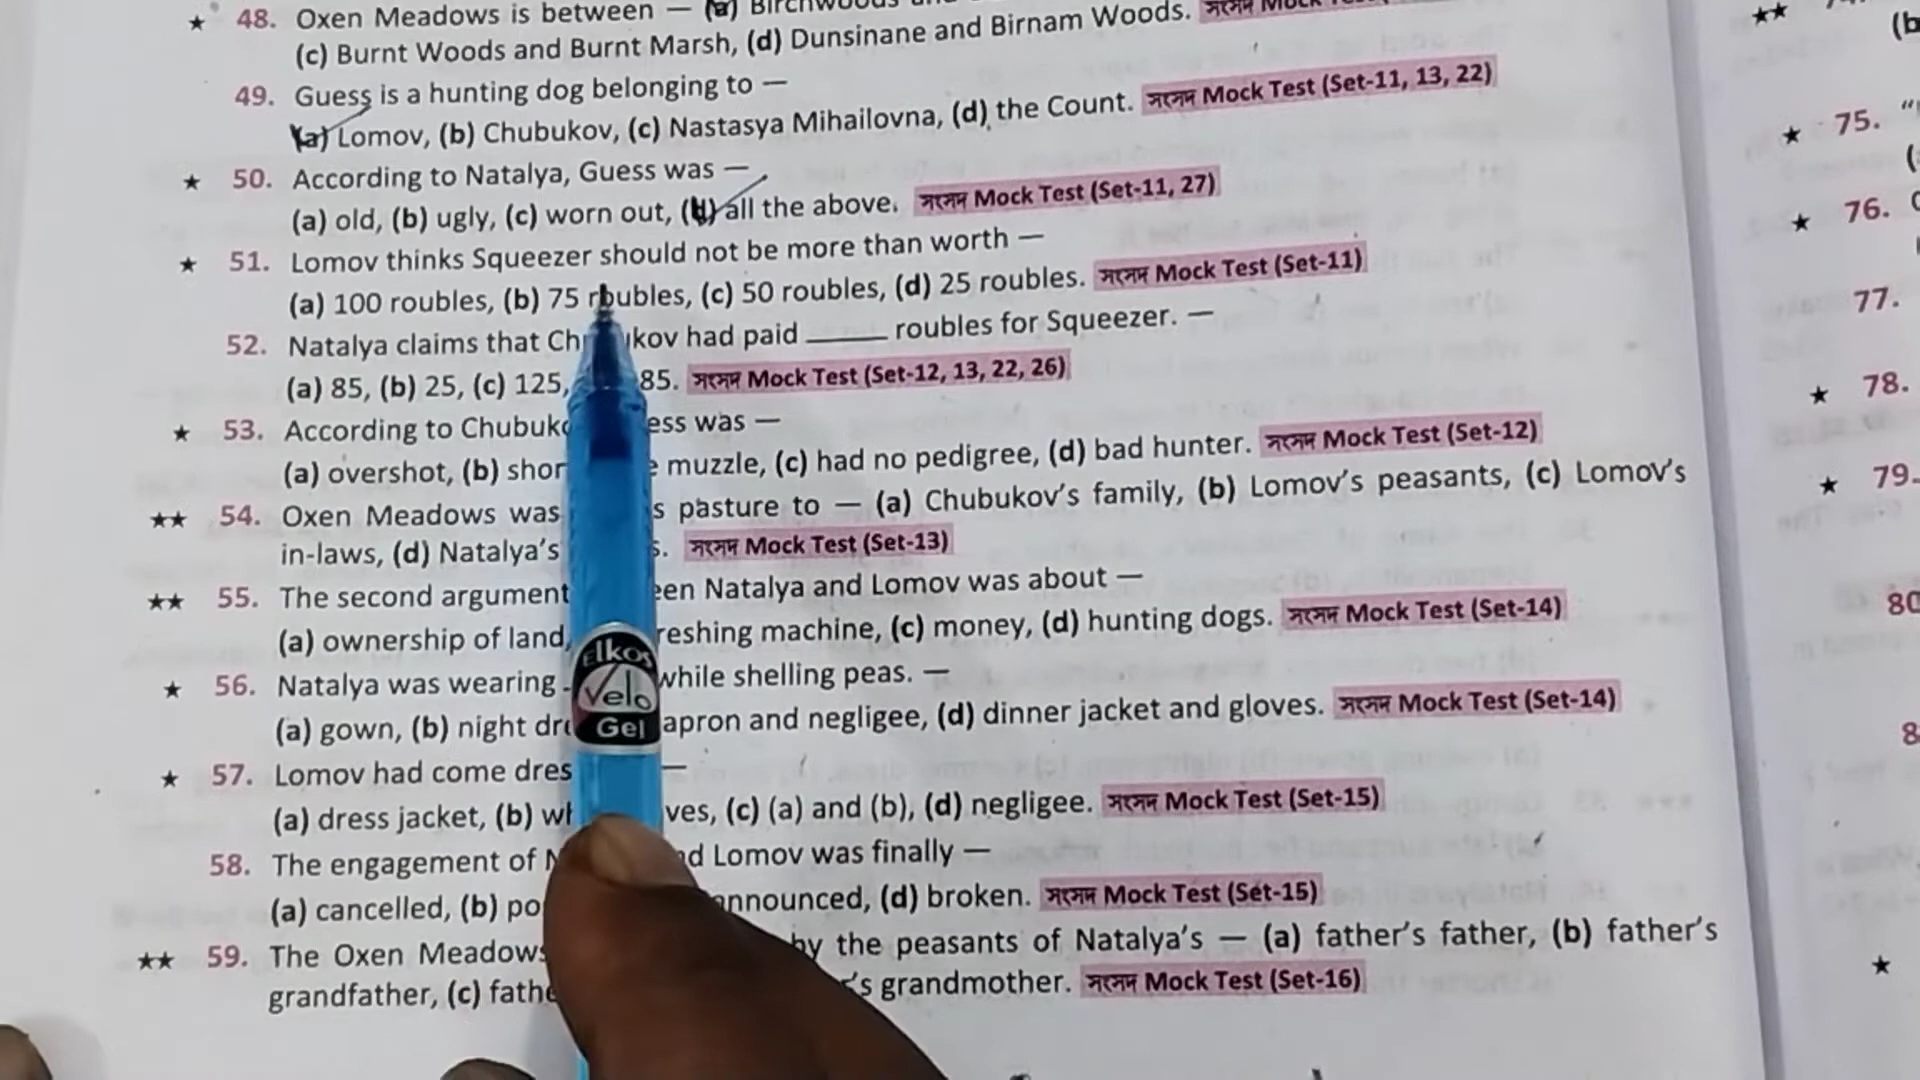 ★ 48. Oxen Meadows is between — (a)
(c) Burnt Woods and Burnt Marsh, (d) Dunsinane and Birnam Woods. সংসদ Mock Test
49. Guess is a hunting dog belonging to —
(a) Lomov, (b) Chubukov, (c) Nastasya Mihailovna, (d) the Count. সংসদ Mock Test (Set-11, 13, 22)
★ 50. According to Natalya, Guess was —
(a) old, (b) ugly, (c) worn out, (d) all the above. সংসদ Mock Test (Set-11, 27)
★ 51. Lomov thinks Squeezer should not be more than worth —
(a) 100 roubles, (b) 75 roubles, (c) 50 roubles, (d) 25 roubles. সংসদ Mock Test (Set-11)
52. Natalya claims that Ch kov had paid _____ roubles for Squeezer. —
(a) 85, (b) 25, (c) 125, 85. সংসদ Mock Test (Set-12, 13, 22, 26)
★ 53. According to Chubuk ess was —
(a) overshot, (b) shor e muzzle, (c) had no pedigree, (d) bad hunter. সংসদ Mock Test (Set-12)
★★ 54. Oxen Meadows was s pasture to — (a) Chubukov's family, (b) Lomov's peasants, (c) Lomov's
in-laws, (d) Natalya's s. সংসদ Mock Test (Set-13)
★★ 55. The second argument een Natalya and Lomov was about —
(a) ownership of land, reshing machine, (c) money, (d) hunting dogs. সংসদ Mock Test (Set-14)
★ 56. Natalya was wearing while shelling peas. —
(a) gown, (b) night dr apron and negligee, (d) dinner jacket and gloves. সংসদ Mock Test (Set-14)
★ 57. Lomov had come dres —
(a) dress jacket, (b) wh ves, (c) (a) and (b), (d) negligee. সংসদ Mock Test (Set-15)
58. The engagement of N d Lomov was finally —
(a) cancelled, (b) po nnounced, (d) broken. সংসদ Mock Test (Set-15)
★★ 59. The Oxen Meadows by the peasants of Natalya's — (a) father's father, (b) father's
grandfather, (c) fathe 's grandmother. সংসদ Mock Test (Set-16)
Elkos
Velo
Gel
★★
(b
★ 75.
★ 76.
77.
★ 78.
★ 79.
80
8
★